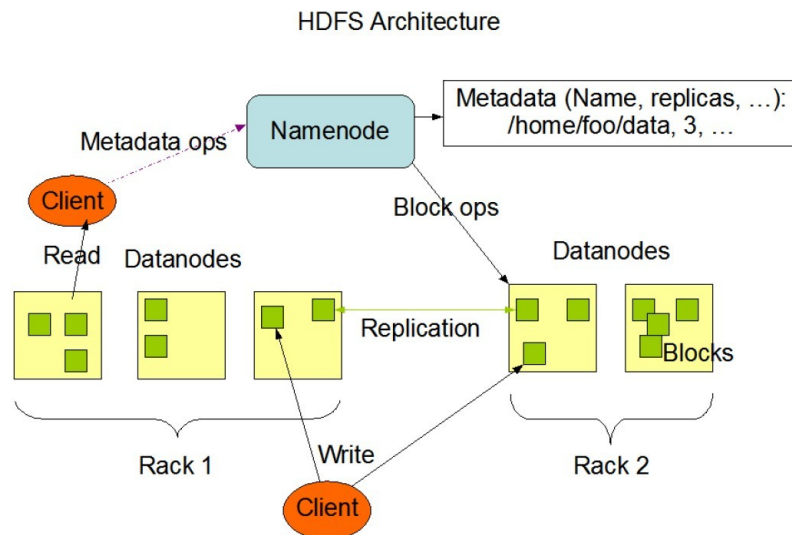 HDFS Architecture
Metadata (Name, replicas, …):
/home/foo/data, 3, …
Namenode
Metadata ops
Client
Block ops
Read
Datanodes
Datanodes
Replication
Blocks
Rack 1
Write
Rack 2
Client